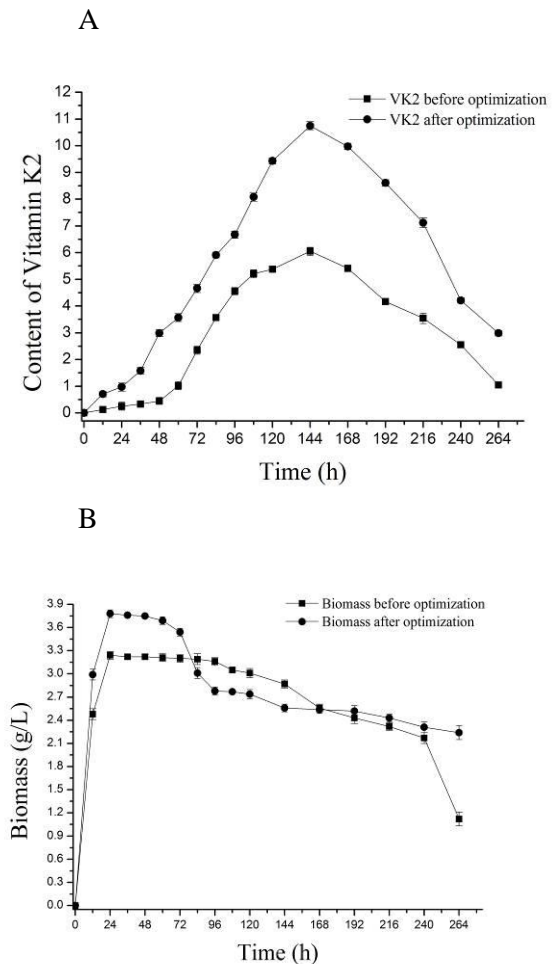 A
VK2 before optimization
VK2 after optimization
12
11
10
9
8
7
6
5
4
3
2
1
0
Content of Vitamin K2
0 24 48 72 96 120 144 168 192 216 240 264
Time (h)
B
Biomass before optimization
Biomass after optimization
3.9
3.6
3.3
3.0
2.7
2.4
2.1
1.2
0.9
0.6
0.3
0.0
Biomass (g/L)
0 24 48 72 96 120 144 168 192 216 240 264
Time (h)